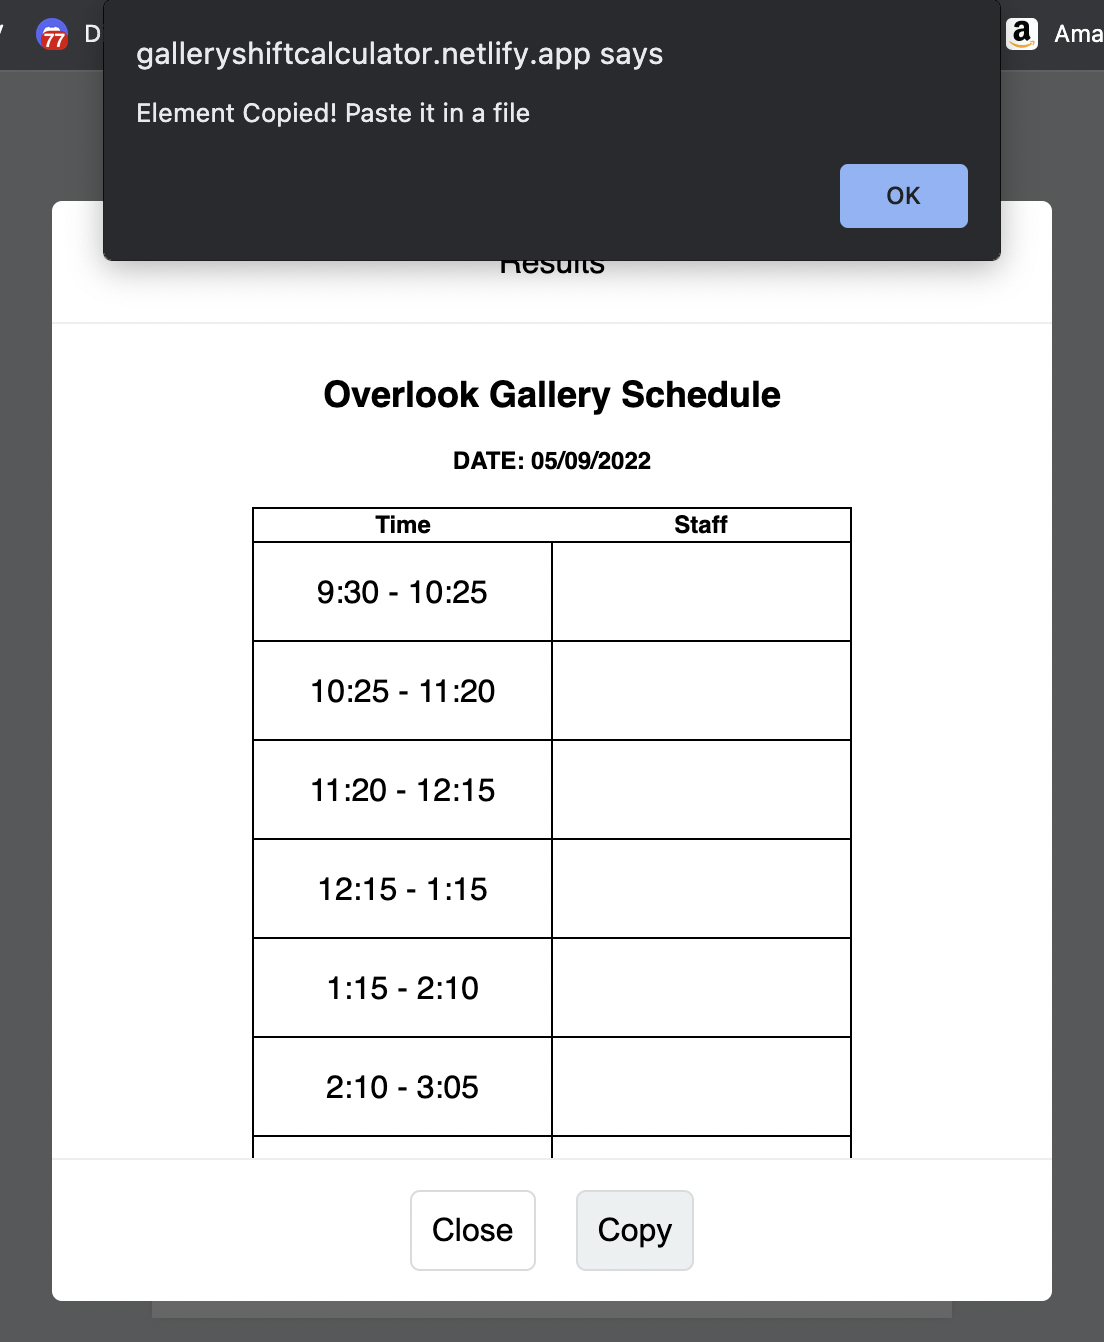 77 D
a Ama
galleryshiftcalculator.netlify.app says
Element Copied! Paste it in a file
OK
Results
Overlook Gallery Schedule
DATE: 05/09/2022
Time Staff
9:30 - 10:25
10:25 - 11:20
11:20 - 12:15
12:15 - 1:15
1:15 - 2:10
2:10 - 3:05
Close Copy